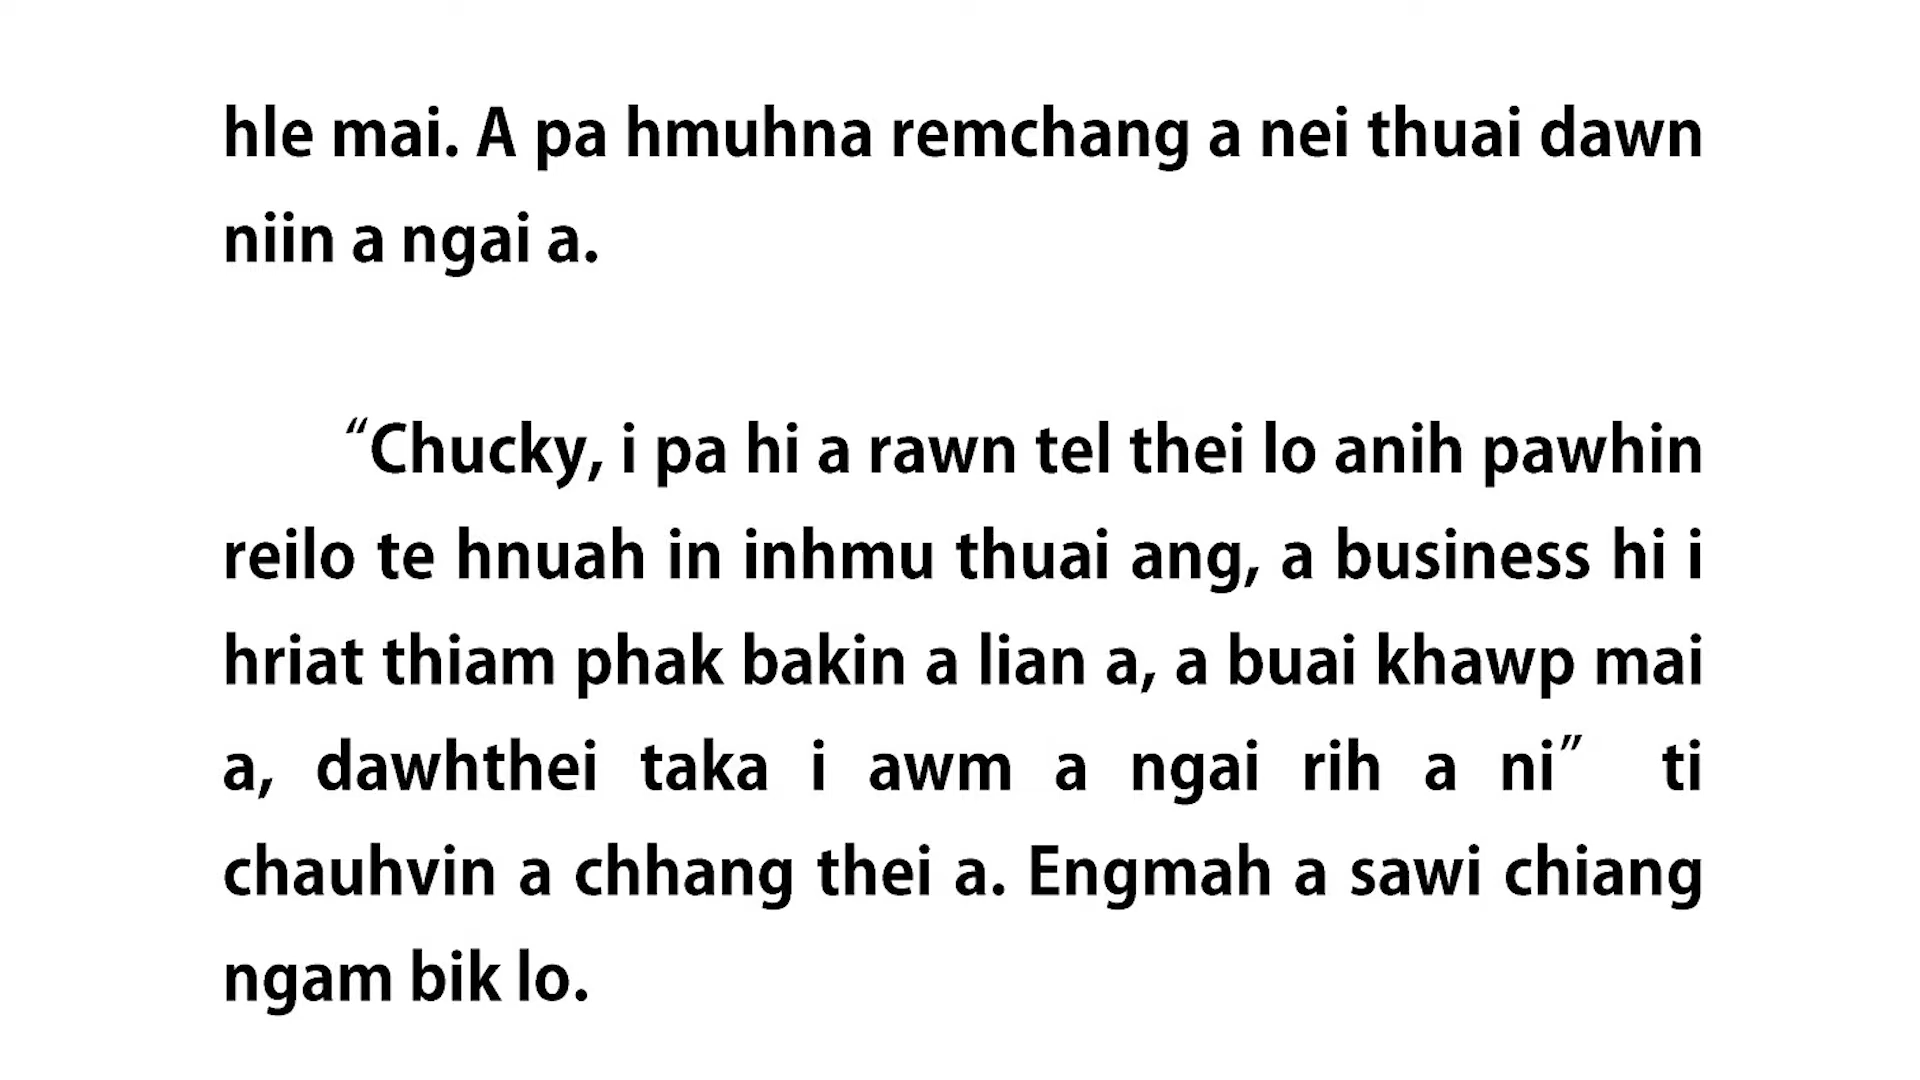 hle mai. A pa hmuhna remchang a nei thuai dawn
niin a ngai a.
“Chucky, i pa hi a rawn tel thei lo anih pawhin
reilo te hnuah in inhmu thuai ang, a business hi i
hriat thiam phak bakin a lian a, a buai khawp mai
a, dawhthei taka i awm a ngai rih a ni” ti
chauhvin a chhang thei a. Engmah a sawi chiang
ngam bik lo.